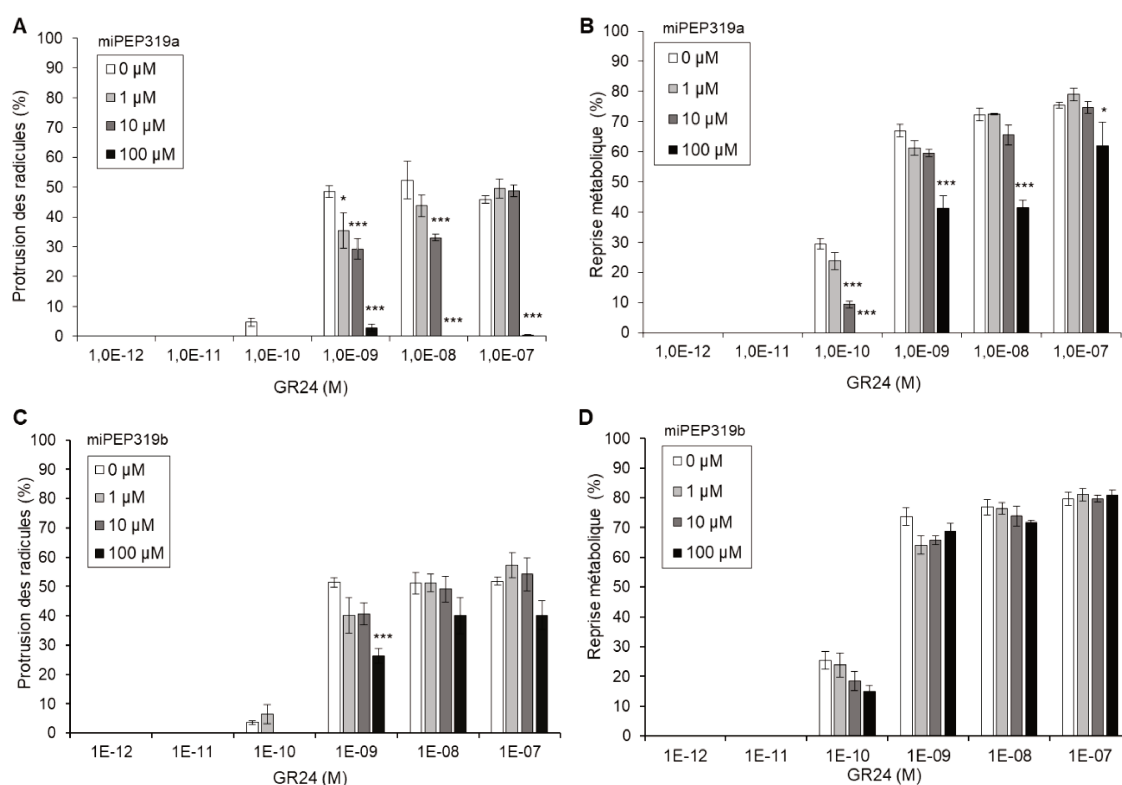 A
miPEP319a
0 µM
1 µM
10 µM
100 µM
Protrusion des radicules (%)
100
90
80
70
60
50
40
30
20
10
0
* *** *** *** *** ***
1,0E-12 1,0E-11 1,0E-10 1,0E-09 1,0E-08 1,0E-07
GR24 (M)
B
miPEP319a
0 µM
1 µM
10 µM
100 µM
Reprise métabolique (%)
100
90
80
70
60
50
40
30
20
10
0
*** *** *** *** *
1,0E-12 1,0E-11 1,0E-10 1,0E-09 1,0E-08 1,0E-07
GR24 (M)
C
miPEP319b
0 µM
1 µM
10 µM
100 µM
Protrusion des radicules (%)
100
90
80
70
60
50
40
30
20
10
0
***
1E-12 1E-11 1E-10 1E-09 1E-08 1E-07
GR24 (M)
D
miPEP319b
0 µM
1 µM
10 µM
100 µM
Reprise métabolique (%)
100
90
80
70
60
50
40
30
20
10
0
1E-12 1E-11 1E-10 1E-09 1E-08 1E-07
GR24 (M)